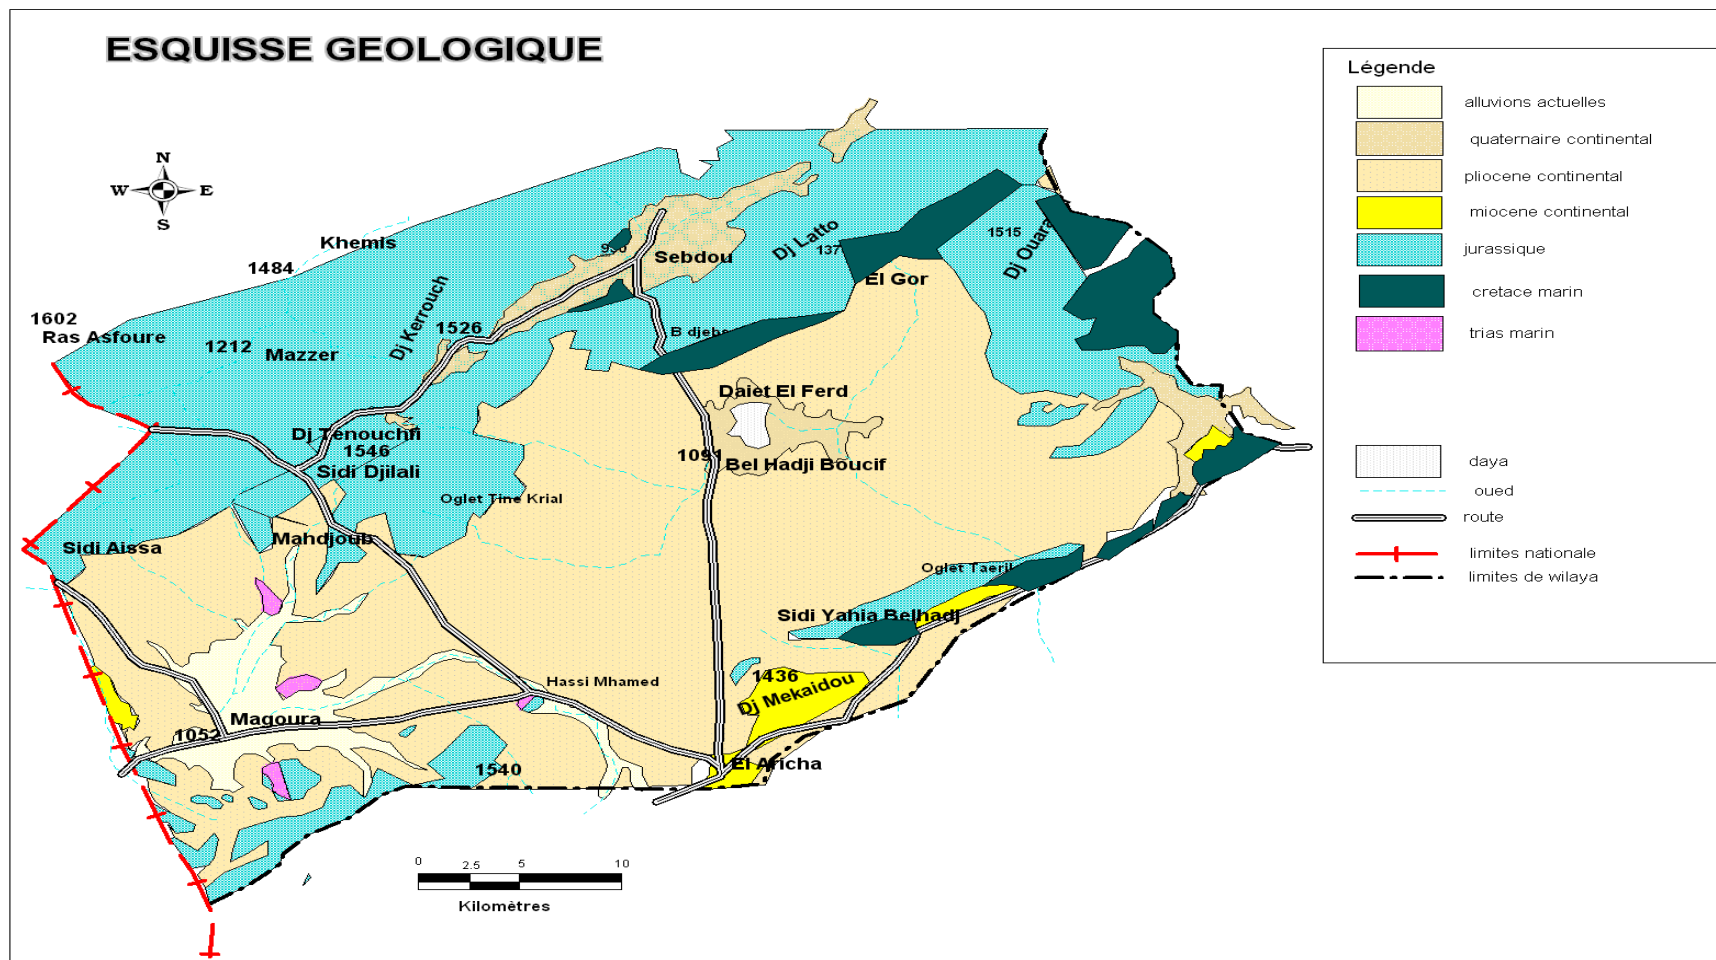 ESQUISSE GEOLOGIQUE
N
W E
S
Khemis
1484
1602
Ras Asfoure
1212
Mazzer
Dj Kerrouch
1526
Sebdou
Dj Latto
137
1515
Dj Ouara
El Gor
B djebs
Daiet El Ferd
Dj Tenouchfi
1546
Sidi Djilali
1091
Bel Hadji Boucif
Oglet Tine Krial
Sidi Aissa
Mahdjoub
Oglet Taeril
Sidi Yahia Belhadj
Hassi Mhamed
1436
Dj Mekaidou
Magoura
1052
1540
El Aricha
0 2.5 5 10
Kilomètres
Légende
alluvions actuelles
quaternaire continental
pliocene continental
miocene continental
jurassique
cretace marin
trias marin
daya
oued
route
limites nationale
limites de wilaya